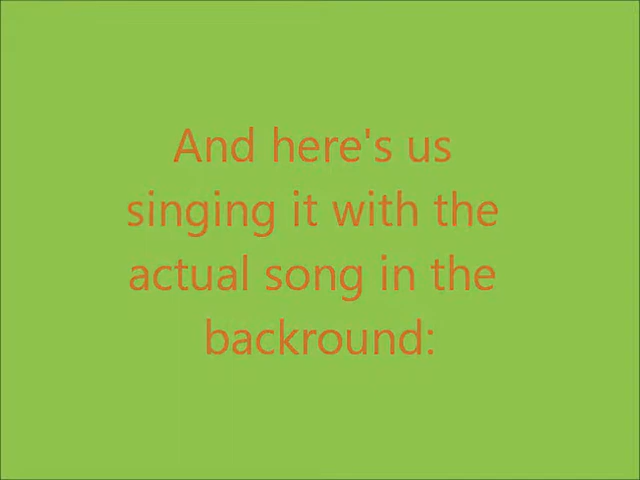 And here's us
singing it with the
actual song in the
backround: